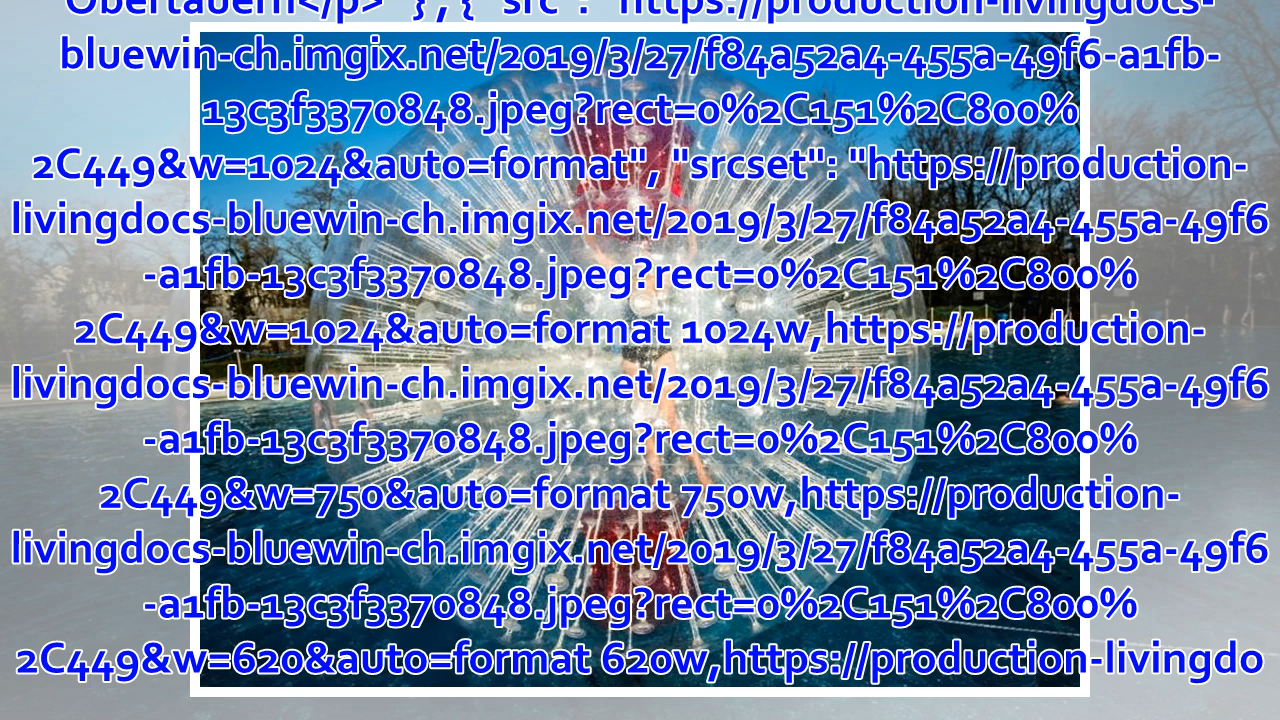 Obertauern</p>" }, { "src": "https://production-livingdocs-
bluewin-ch.imgix.net/2019/3/27/f84a52a4-455a-49f6-a1fb-
13c3f3370848.jpeg?rect=0%2C151%2C800%
2C449&w=1024&auto=format", "srcset": "https://production-
livingdocs-bluewin-ch.imgix.net/2019/3/27/f84a52a4-455a-49f6
-a1fb-13c3f3370848.jpeg?rect=0%2C151%2C800%
2C449&w=1024&auto=format 1024w,https://production-
livingdocs-bluewin-ch.imgix.net/2019/3/27/f84a52a4-455a-49f6
-a1fb-13c3f3370848.jpeg?rect=0%2C151%2C800%
2C449&w=750&auto=format 750w,https://production-
livingdocs-bluewin-ch.imgix.net/2019/3/27/f84a52a4-455a-49f6
-a1fb-13c3f3370848.jpeg?rect=0%2C151%2C800%
2C449&w=620&auto=format 620w,https://production-livingdo